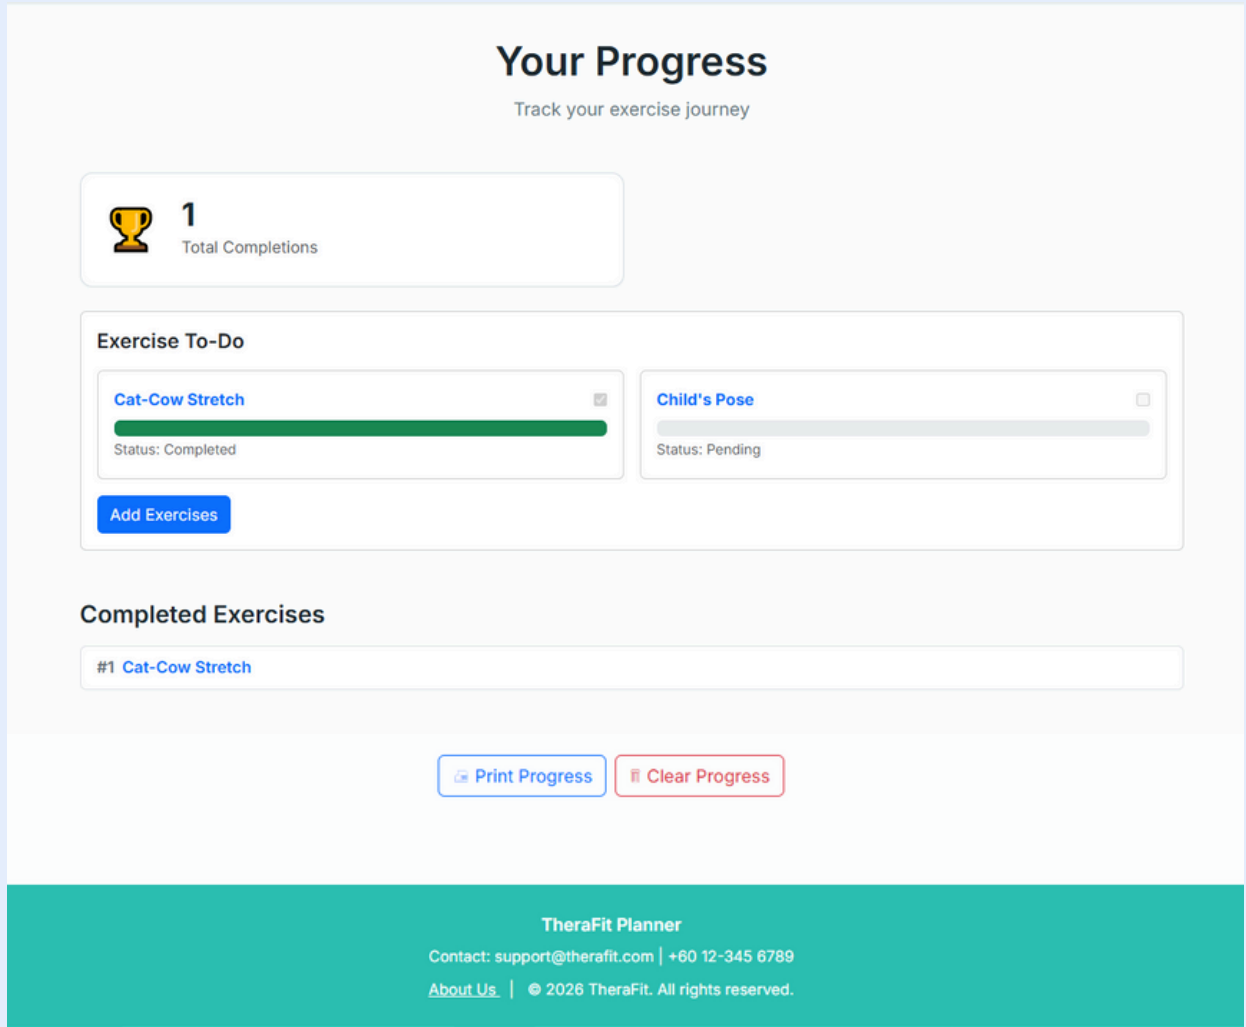 Your Progress
Track your exercise journey
1
Total Completions
Exercise To-Do
Cat-Cow Stretch
Status: Completed
Child's Pose
Status: Pending
Add Exercises
Completed Exercises
#1 Cat-Cow Stretch
Print Progress
Clear Progress
TheraFit Planner
Contact: support@therafit.com | +60 12-345 6789
About Us | © 2026 TheraFit. All rights reserved.